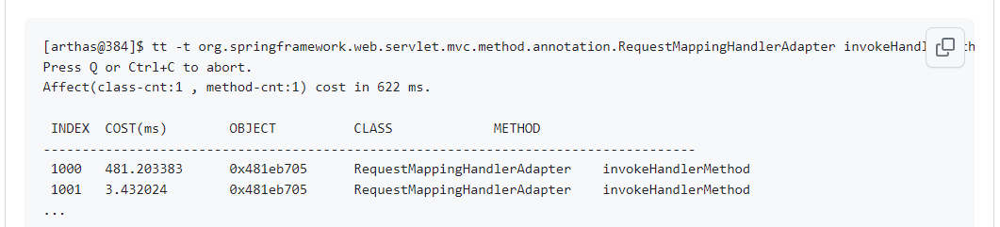 [arthas@384]$ tt -t org.springframework.web.servlet.mvc.method.annotation.RequestMappingHandlerAdapter
Press Q or Ctrl+C to abort.
Affect(class-cnt:1 , method-cnt:1) cost in 622 ms.
INDEX COST(ms) OBJECT CLASS METHOD
--------------------------------------------------------------------------------------
1000 481.203383 0x481eb705 RequestMappingHandlerAdapter invokeHandlerMethod
1001 3.432024 0x481eb705 RequestMappingHandlerAdapter invokeHandlerMethod
...